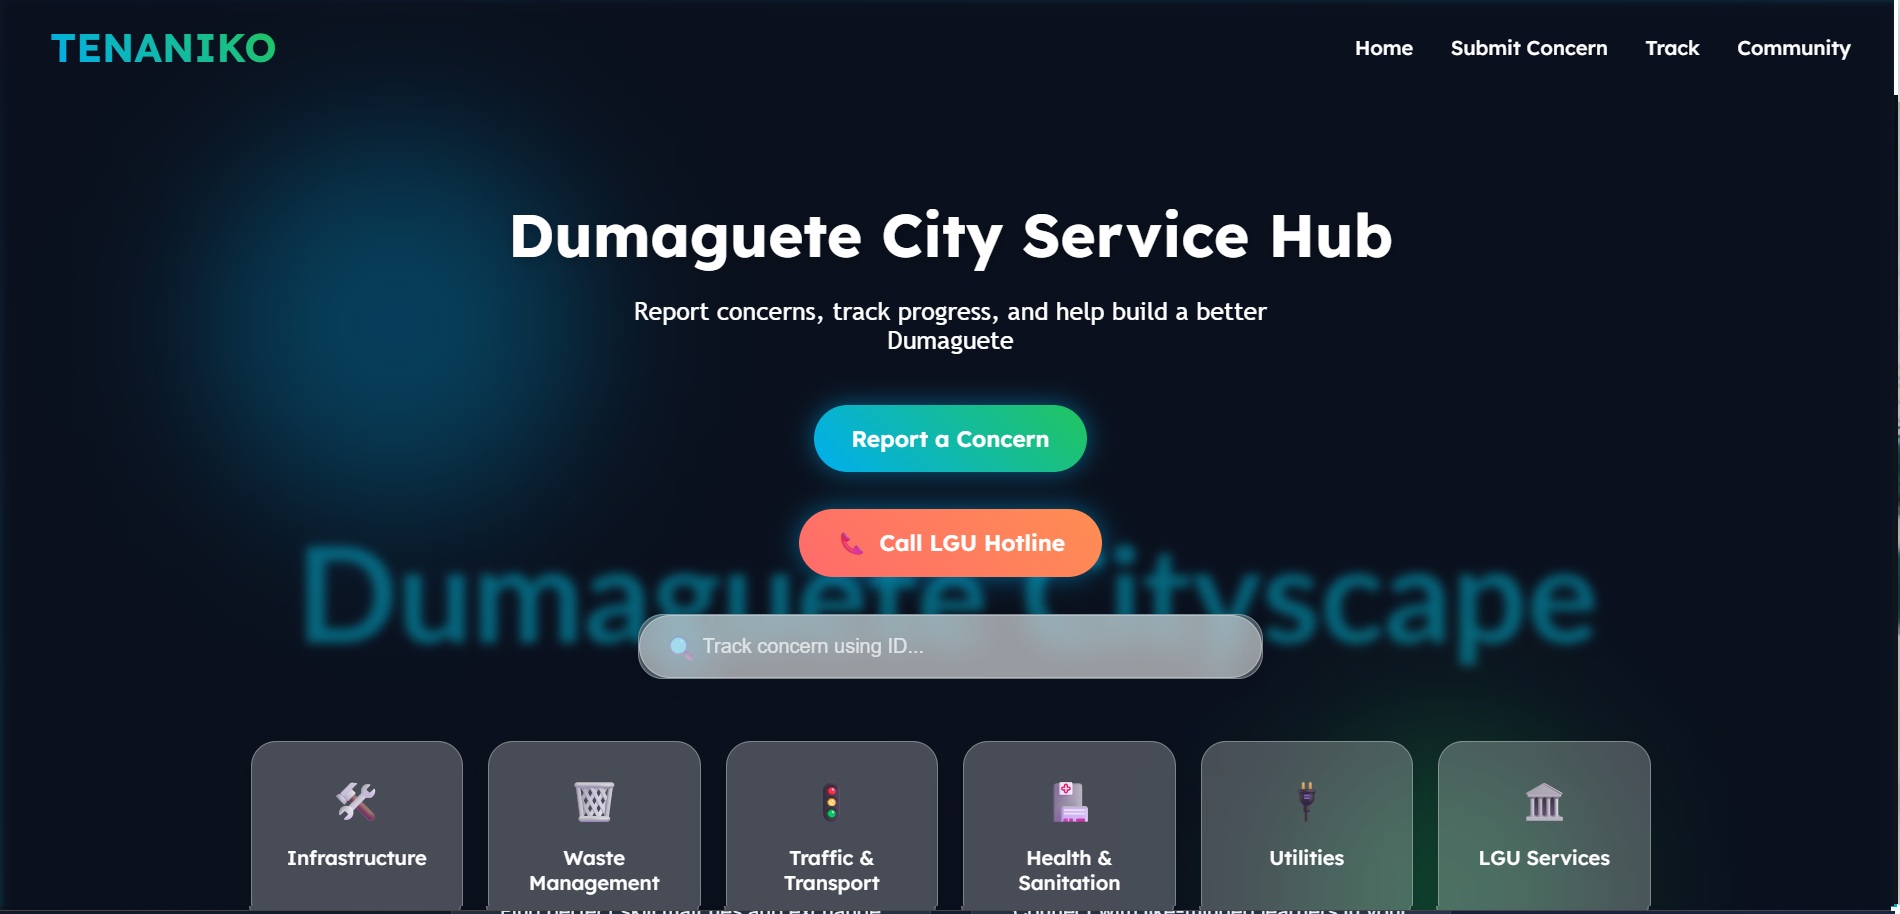 TENANIKO
Home Submit Concern Track Community
Dumaguete City Service Hub
Report concerns, track progress, and help build a better
Dumaguete
Report a Concern
Call LGU Hotline
Dumaguete Cityscape
Track concern using ID...
Infrastructure
Waste
Management
Traffic &
Transport
Health &
Sanitation
Utilities
LGU Services